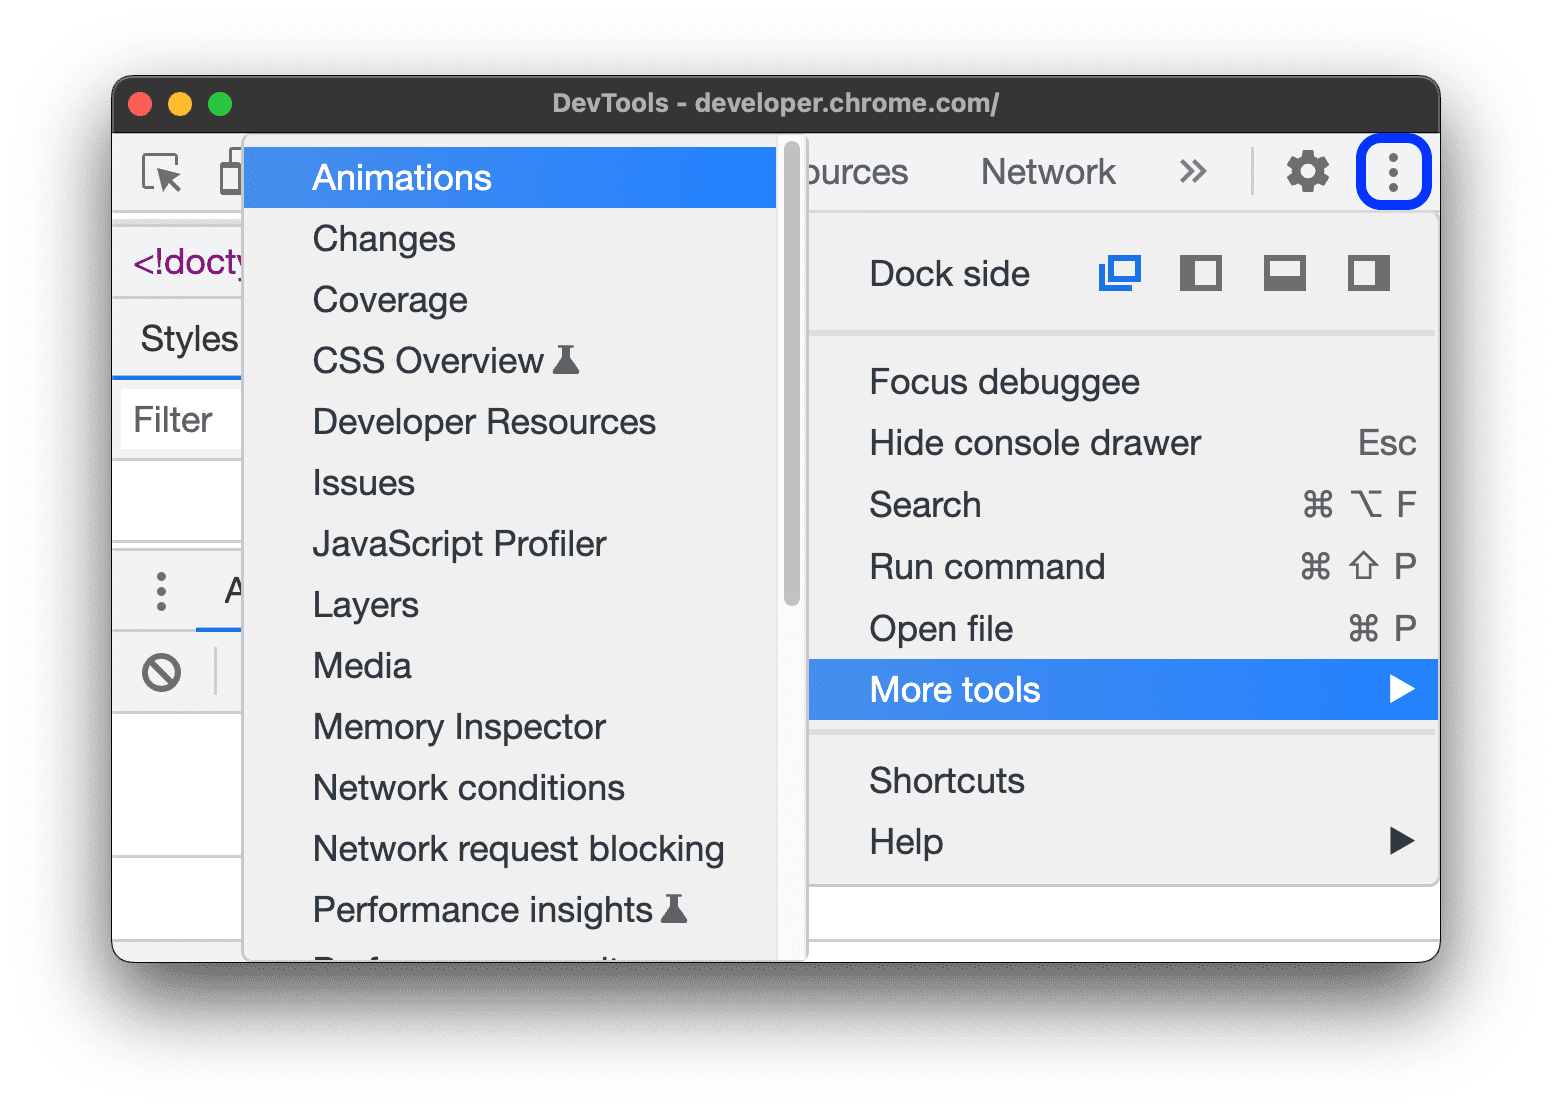 DevTools - developer.chrome.com/
ources Network
<!docty
Styles
Filter
A
Animations
Changes
Coverage
CSS Overview
Developer Resources
Issues
JavaScript Profiler
Layers
Media
Memory Inspector
Network conditions
Network request blocking
Performance insights
Dock side
Focus debuggee
Hide console drawer Esc
Search ⌘ ⌥ F
Run command ⌘ ⇧ P
Open file ⌘ P
More tools
Shortcuts
Help